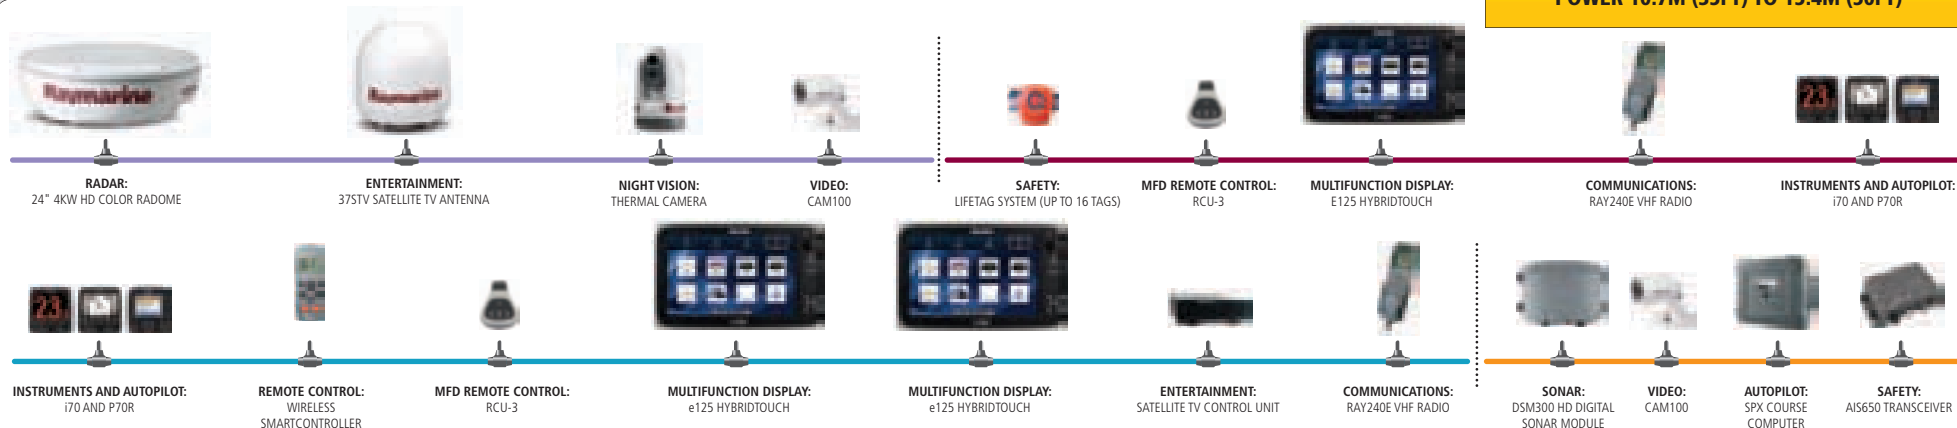 POWER 10.7M (35FT) TO 15.4M (50FT)
Raymarine
Raymarine
23
RADAR:
24" 4KW HD COLOR RADOME
ENTERTAINMENT:
37STV SATELLITE TV ANTENNA
NIGHT VISION:
THERMAL CAMERA
VIDEO:
CAM100
SAFETY:
LIFETAG SYSTEM (UP TO 16 TAGS)
MFD REMOTE CONTROL:
RCU-3
MULTIFUNCTION DISPLAY:
E125 HYBRIDTOUCH
COMMUNICATIONS:
RAY240E VHF RADIO
INSTRUMENTS AND AUTOPILOT:
i70 AND P70R
23
INSTRUMENTS AND AUTOPILOT:
i70 AND P70R
REMOTE CONTROL:
WIRELESS
SMARTCONTROLLER
MFD REMOTE CONTROL:
RCU-3
MULTIFUNCTION DISPLAY:
e125 HYBRIDTOUCH
MULTIFUNCTION DISPLAY:
e125 HYBRIDTOUCH
ENTERTAINMENT:
SATELLITE TV CONTROL UNIT
COMMUNICATIONS:
RAY240E VHF RADIO
SONAR:
DSM300 HD DIGITAL
SONAR MODULE
VIDEO:
CAM100
AUTOPILOT:
SPX COURSE
COMPUTER
SAFETY:
AIS650 TRANSCEIVER